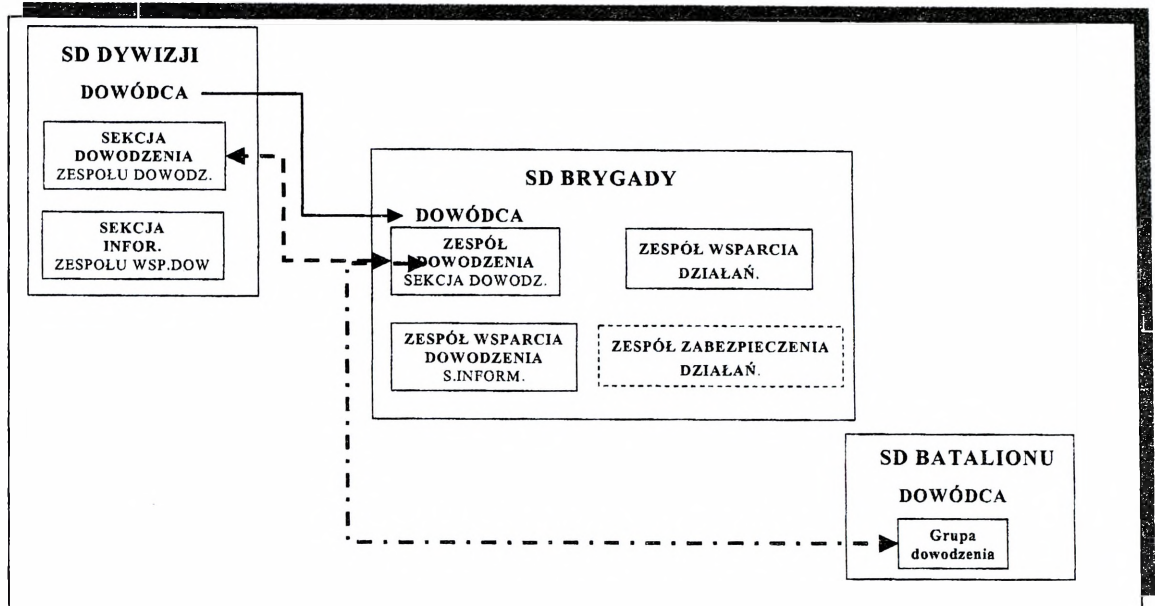 SD DYWIZJI
DOWÓDCA
SEKCJA
DOWODZENIA
ZESPOŁU DOWODZ.
SEKCJA
INFOR.
ZESPOŁU WSP.DOW
SD BRYGADY
DOWÓDCA
ZESPÓŁ
DOWODZENIA
SEKCJA DOWODZ.
ZESPÓŁ WSPARCIA
DZIAŁAŃ.
ZESPÓŁ WSPARCIA
DOWODZENIA
S.INFORM.
ZESPÓŁ ZABEZPIECZENIA
DZIAŁAŃ.
SD BATALIONU
DOWÓDCA
Grupa
dowodzenia